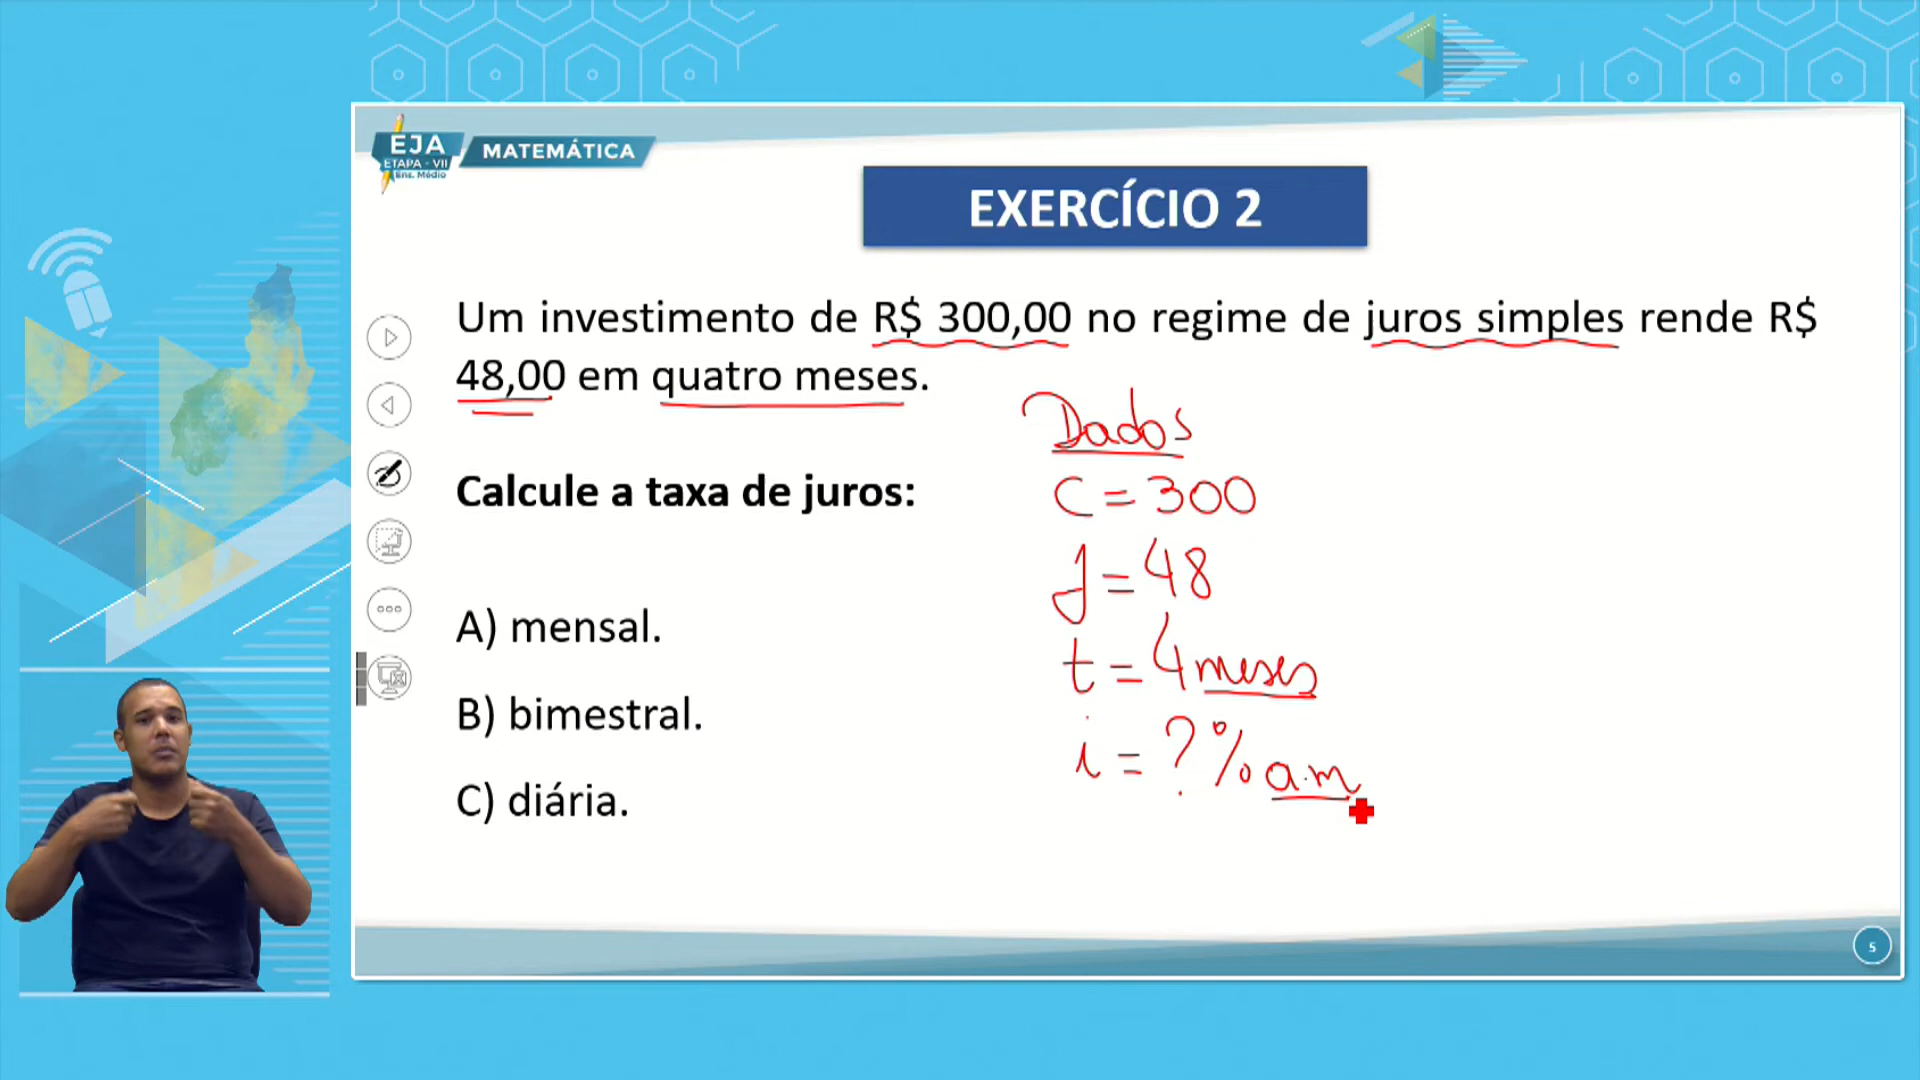 EJA
ETAPA - VII
Ens. Médio
MATEMÁTICA
EXERCÍCIO 2
Um investimento de R$ 300,00 no regime de juros simples rende R$
48,00 em quatro meses.
Calcule a taxa de juros:
A) mensal.
B) bimestral.
C) diária.
Dados
C = 300
J = 48
t = 4 meses
i = ? % a.m
5